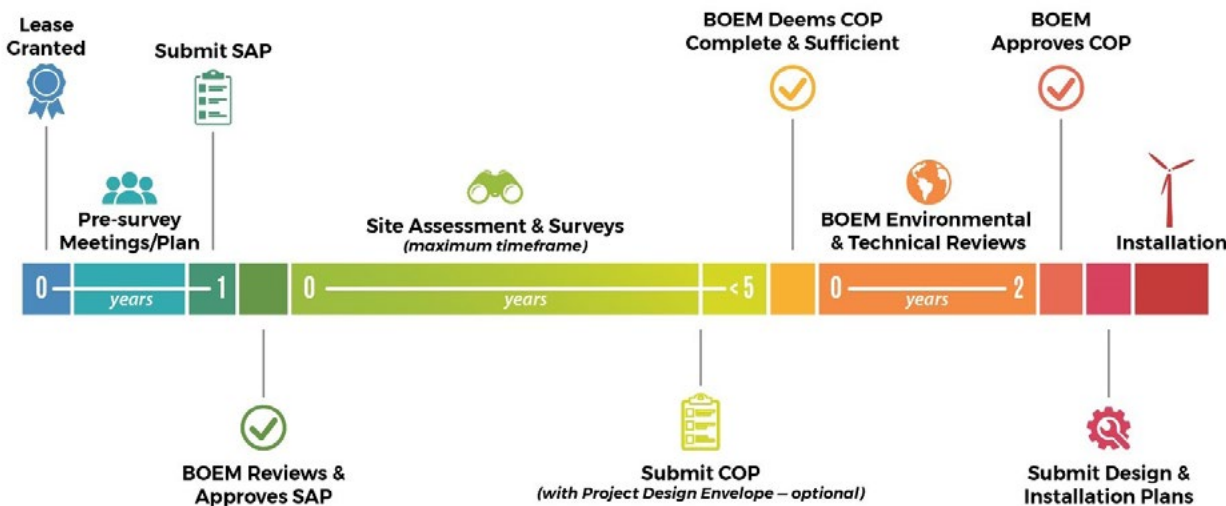 Lease
Granted
Submit SAP
BOEM Deems COP
Complete & Sufficient
BOEM
Approves COP
Pre-survey
Meetings/Plan
Site Assessment & Surveys
(maximum timeframe)
BOEM Environmental
& Technical Reviews
Installation
0 years 1
0 years < 5
0 years 2
BOEM Reviews &
Approves SAP
Submit COP
(with Project Design Envelope – optional)
Submit Design &
Installation Plans